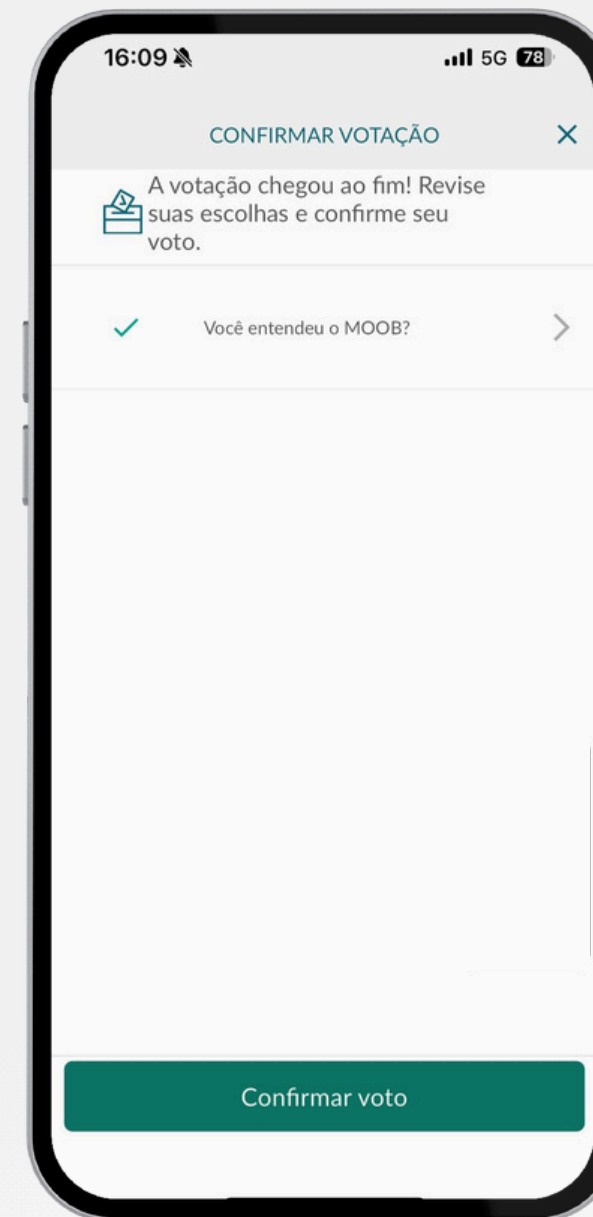 16:09
5G 78
CONFIRMAR VOTAÇÃO
A votação chegou ao fim! Revise
suas escolhas e confirme seu
voto.
Você entendeu o MOOB?
Confirmar voto